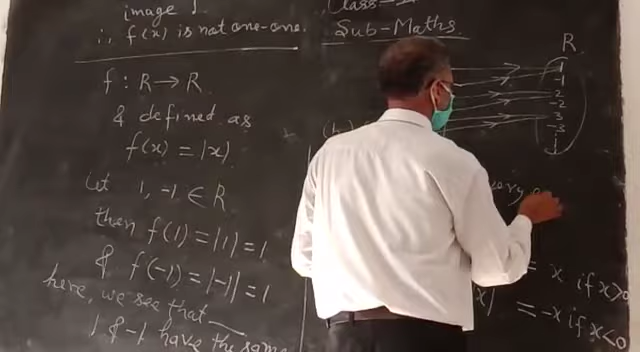 image 1.
∴ f(x) is not one-one.
f : R → R
& defined as
f(x) = |x|
Let 1, -1 ∈ R
then f(1) = |1| = 1
& f(-1) = |-1| = 1
here, we see that
1 & -1 have the same
Class-
Sub-Maths.
R
1
-1
2
-2
3
-3
= x if x>0
x| = -x if x<0